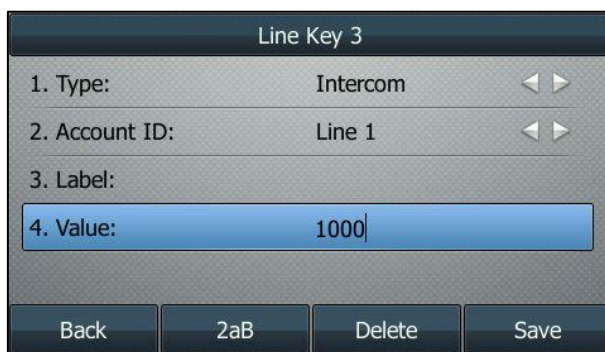 Line Key 3
1. Type: Intercom
2. Account ID: Line 1
3. Label:
4. Value: 1000
Back 2aB Delete Save